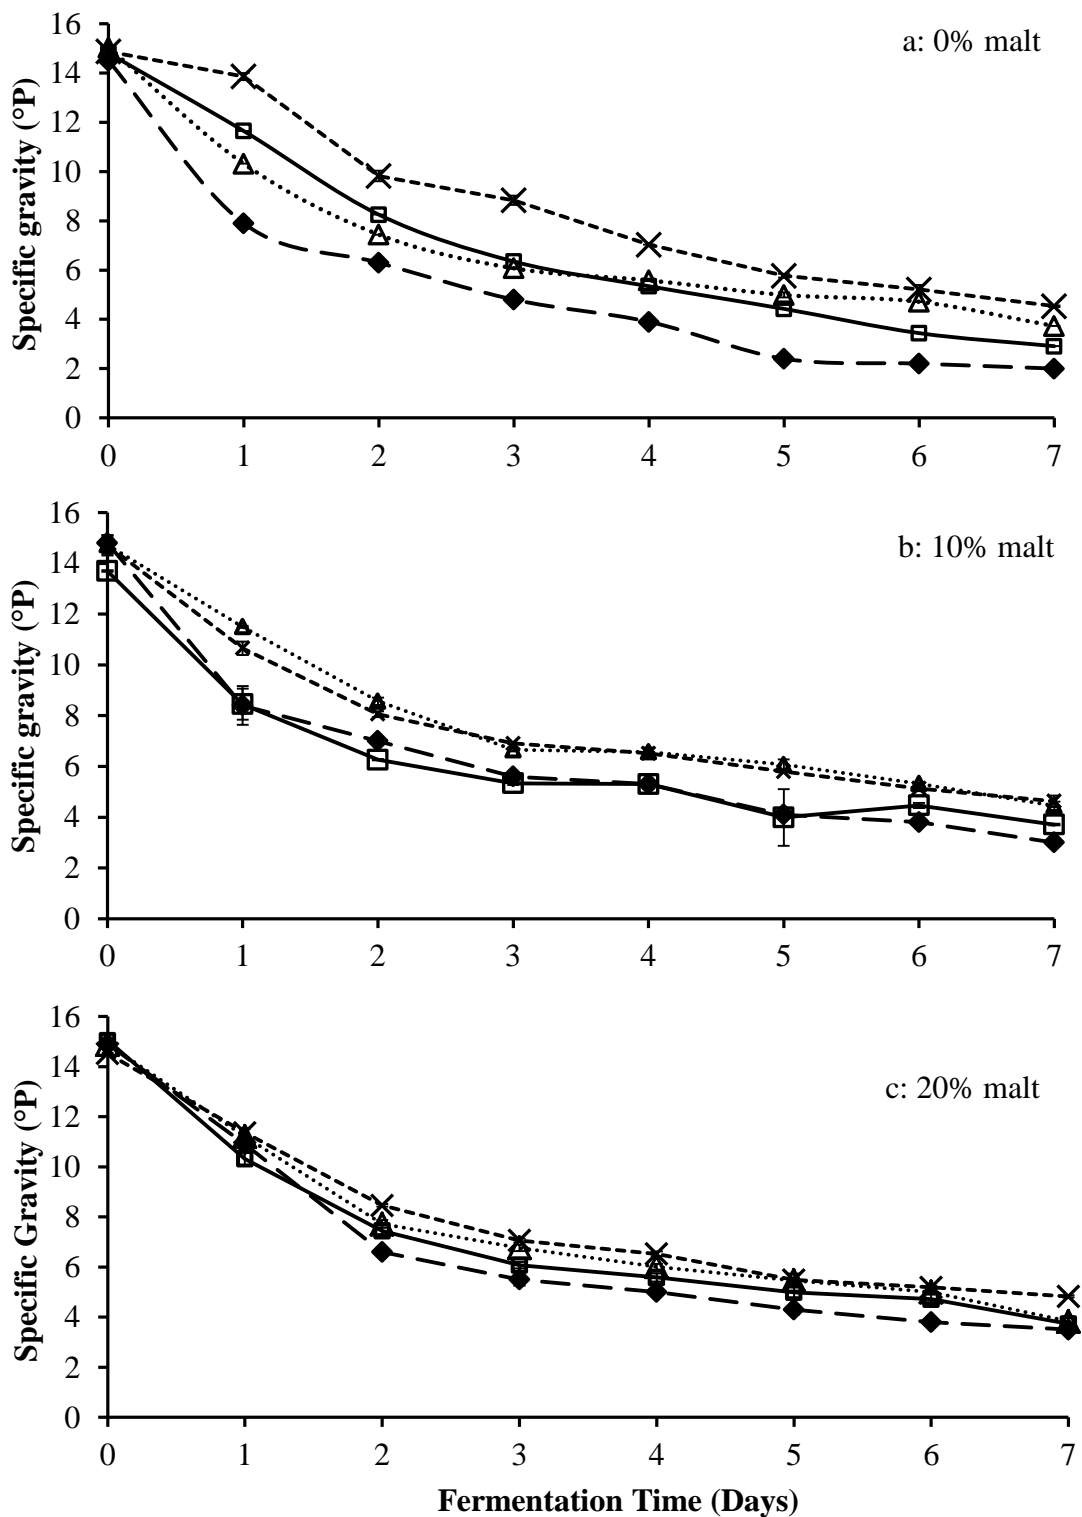 a: 0% malt
Specific gravity (°P)
16
14
12
10
8
6
4
2
0
0 1 2 3 4 5 6 7
b: 10% malt
Specific gravity (°P)
16
14
12
10
8
6
4
2
0
0 1 2 3 4 5 6 7
c: 20% malt
Specific Gravity (°P)
16
14
12
10
8
6
4
2
0
0 1 2 3 4 5 6 7
Fermentation Time (Days)